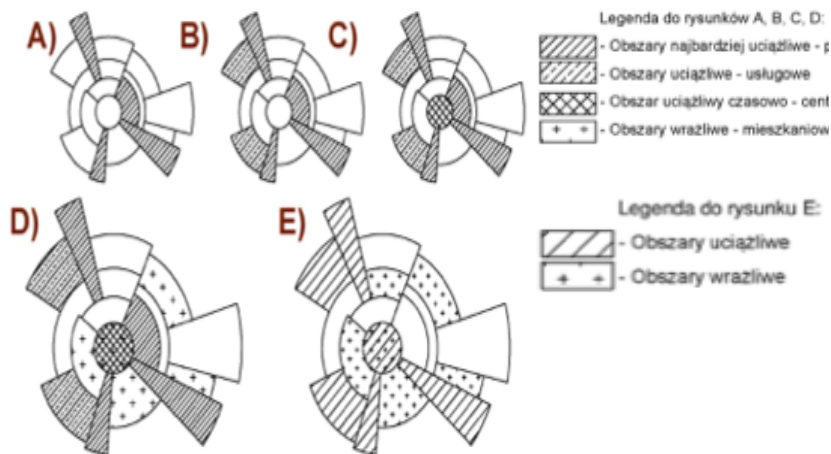 A)
B)
C)
Legenda do rysunków A, B, C, D:
- Obszary najbardziej uciążliwe - p
- Obszary uciążliwe - usługowe
- Obszar uciążliwy czasowo - cent
- Obszary wrażliwe - mieszkaniow
D)
E)
Legenda do rysunku E:
- Obszary uciążliwe
- Obszary wrażliwe